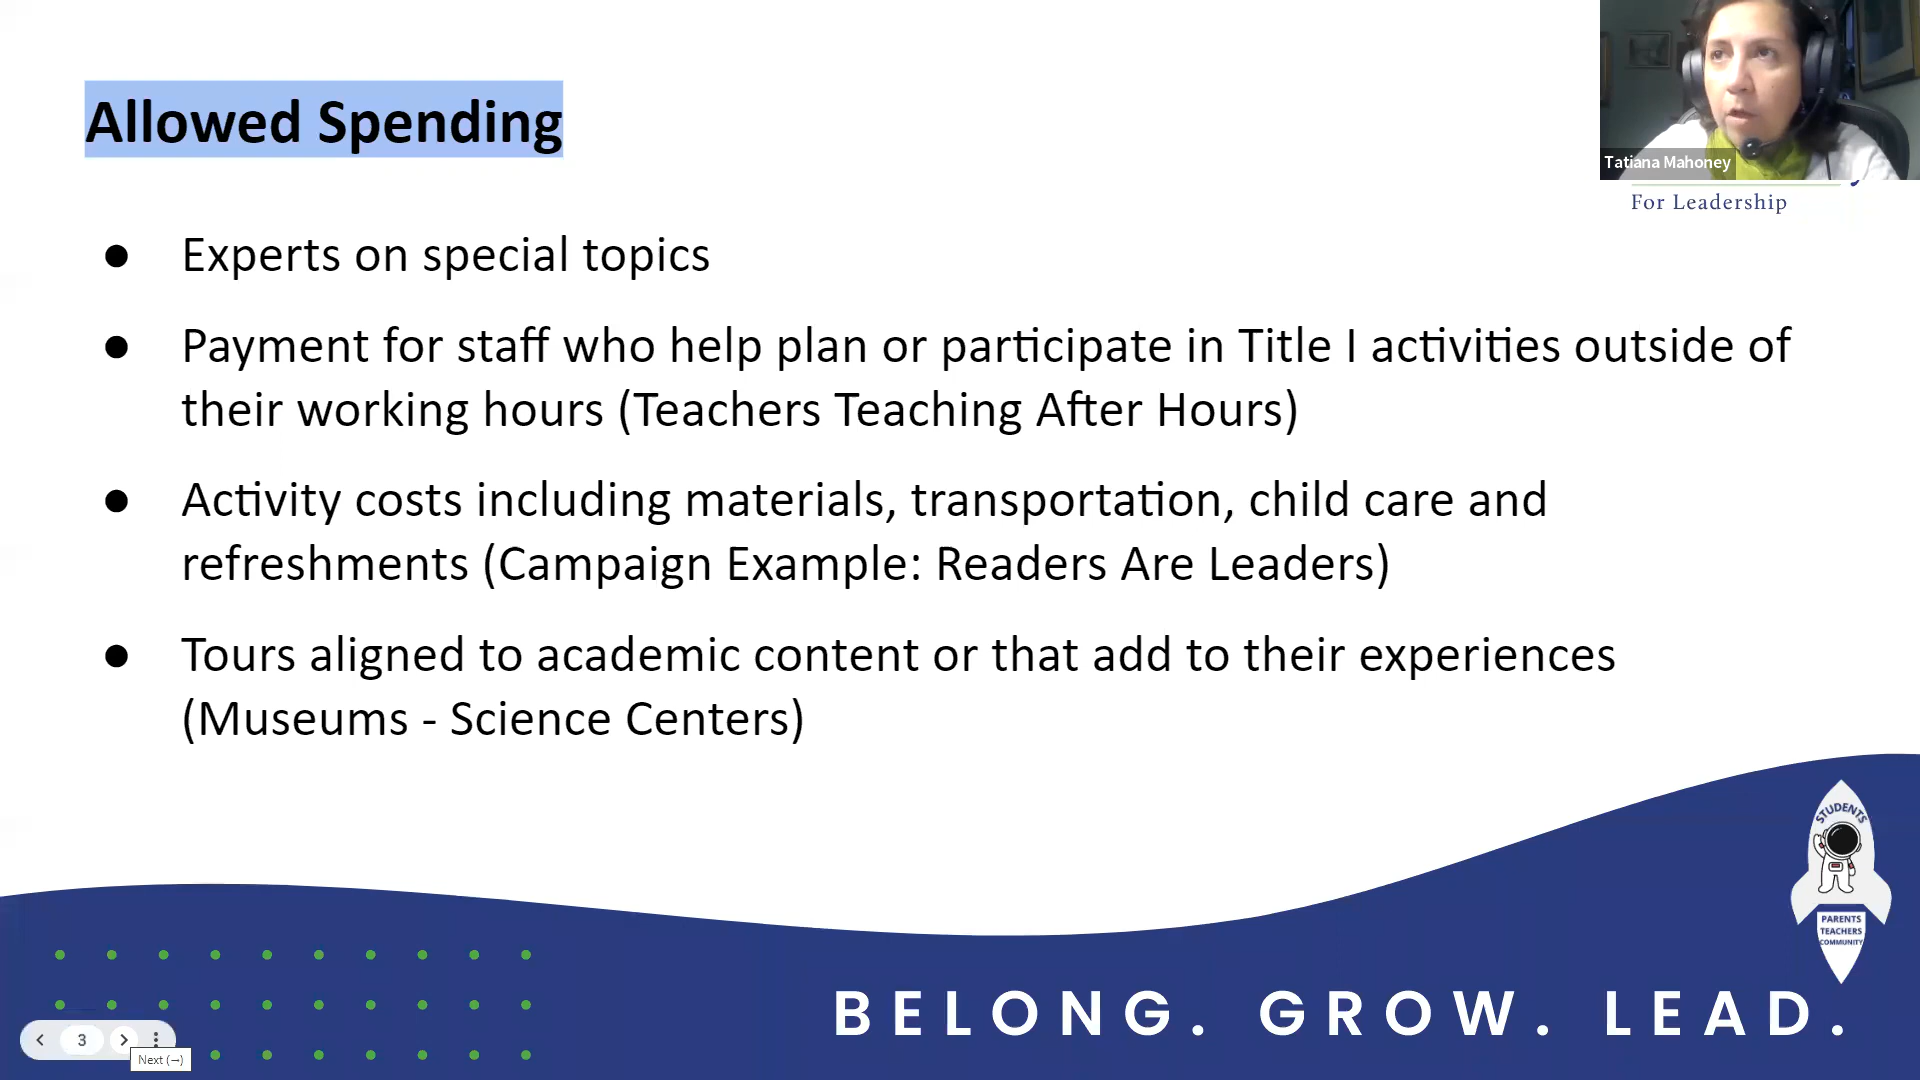 Allowed Spending
Tatiana Mahoney
For Leadership
● Experts on special topics
● Payment for staff who help plan or participate in Title I activities outside of
their working hours (Teachers Teaching After Hours)
● Activity costs including materials, transportation, child care and
refreshments (Campaign Example: Readers Are Leaders)
● Tours aligned to academic content or that add to their experiences
(Museums - Science Centers)
STUDENTS
PARENTS
TEACHERS
COMMUNITY
BELONG. GROW. LEAD.
3
Next (→)